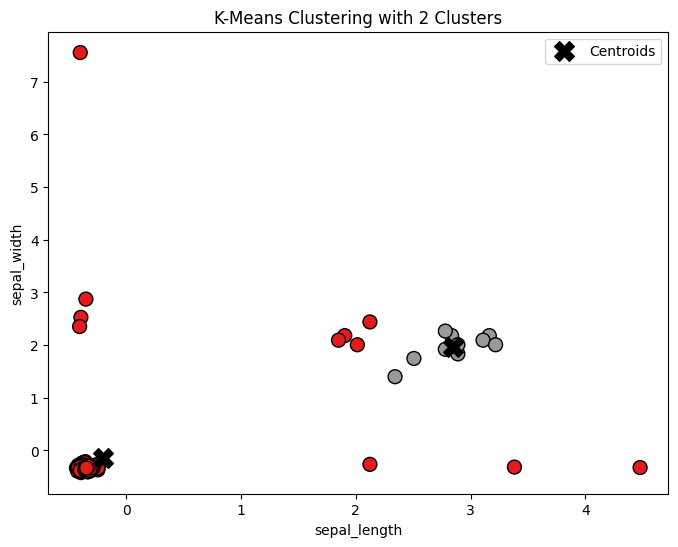 K-Means Clustering with 2 Clusters
Centroids
7
6
5
4
3
2
1
0
sepal_width
0 1 2 3 4
sepal_length